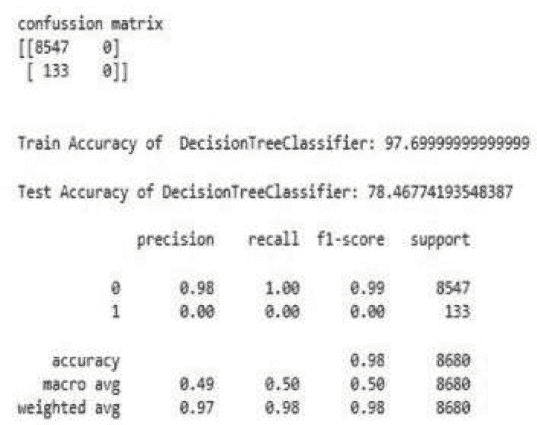 confussion matrix
[[8547 0]
[ 133 0]]
Train Accuracy of DecisionTreeClassifier: 97.69999999999999
Test Accuracy of DecisionTreeClassifier: 78.46774193548387
precision recall f1-score support
0 0.98 1.00 0.99 8547
1 0.00 0.00 0.00 133
accuracy 0.98 8680
macro avg 0.49 0.50 0.50 8680
weighted avg 0.97 0.98 0.98 8680